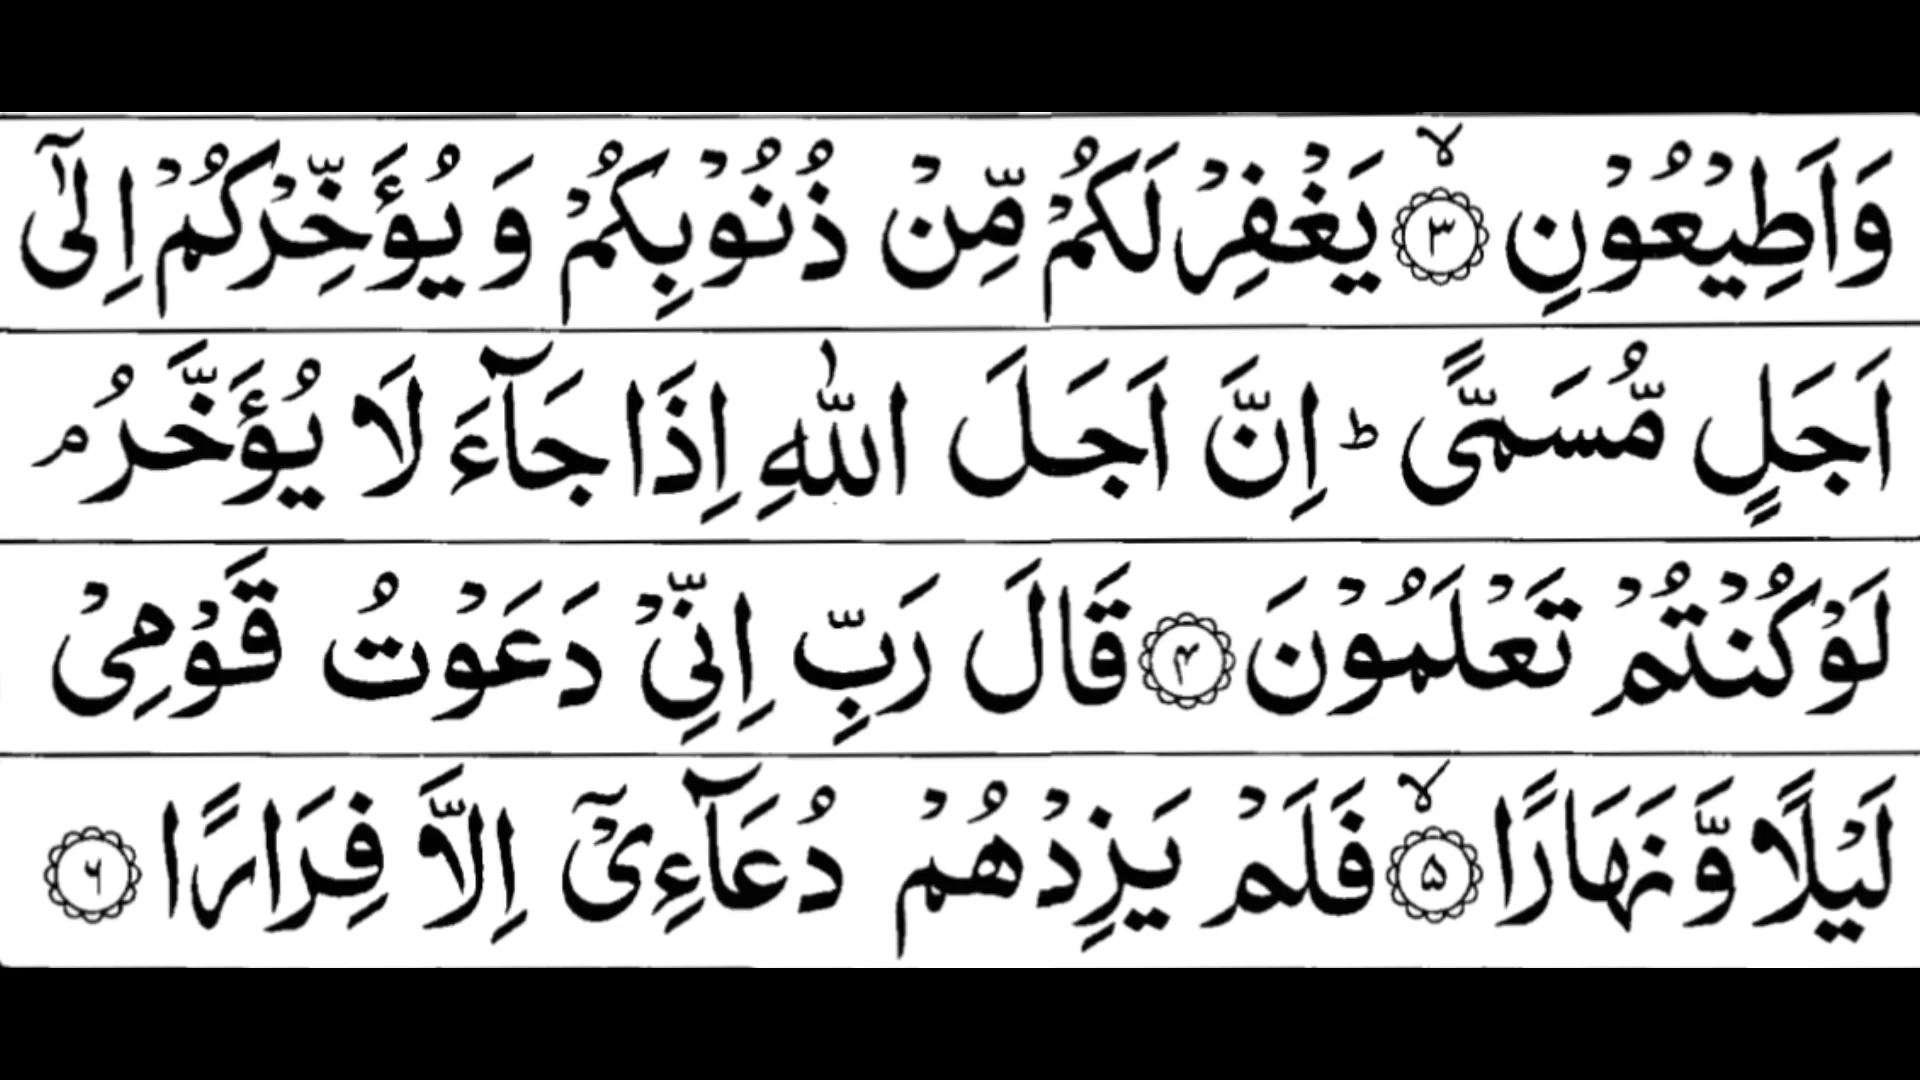 وَاَطِيْعُوْنِ ۙ‏﴿۳﴾ يَغْفِرْ لَكُمْ مِّنْ ذُنُوْبِكُمْ وَ يُؤَخِّرْكُمْ اِلٰٓى
اَجَلٍ مُّسَمًّى ؕ اِنَّ اَجَلَ اللّٰهِ اِذَا جَآءَ لَا يُؤَخَّرُ ۘ
لَوْ كُنْتُمْ تَعْلَمُوْنَ ﴿۴﴾ قَالَ رَبِّ اِنِّىْ دَعَوْتُ قَوْمِىْ
لَيْلًا وَّ نَهَارًا ۙ﴿۵﴾ فَلَمْ يَزِدْهُمْ دُعَآءِىْۤ اِلَّا فِرَارًا ﴿۶﴾